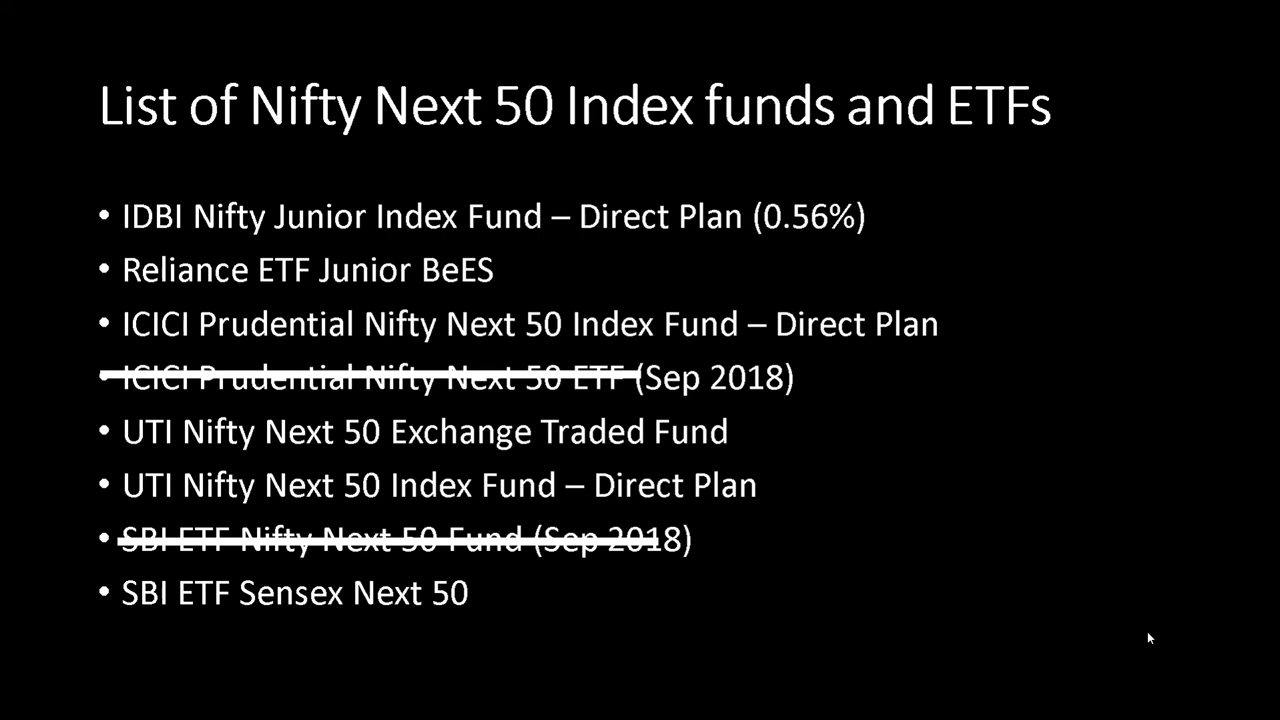 List of Nifty Next 50 Index funds and ETFs
• IDBI Nifty Junior Index Fund – Direct Plan (0.56%)
• Reliance ETF Junior BeES
• ICICI Prudential Nifty Next 50 Index Fund – Direct Plan
• ICICI Prudential Nifty Next 50 ETF (Sep 2018)
• UTI Nifty Next 50 Exchange Traded Fund
• UTI Nifty Next 50 Index Fund – Direct Plan
• SBI ETF Nifty Next 50 Fund (Sep 2018)
• SBI ETF Sensex Next 50